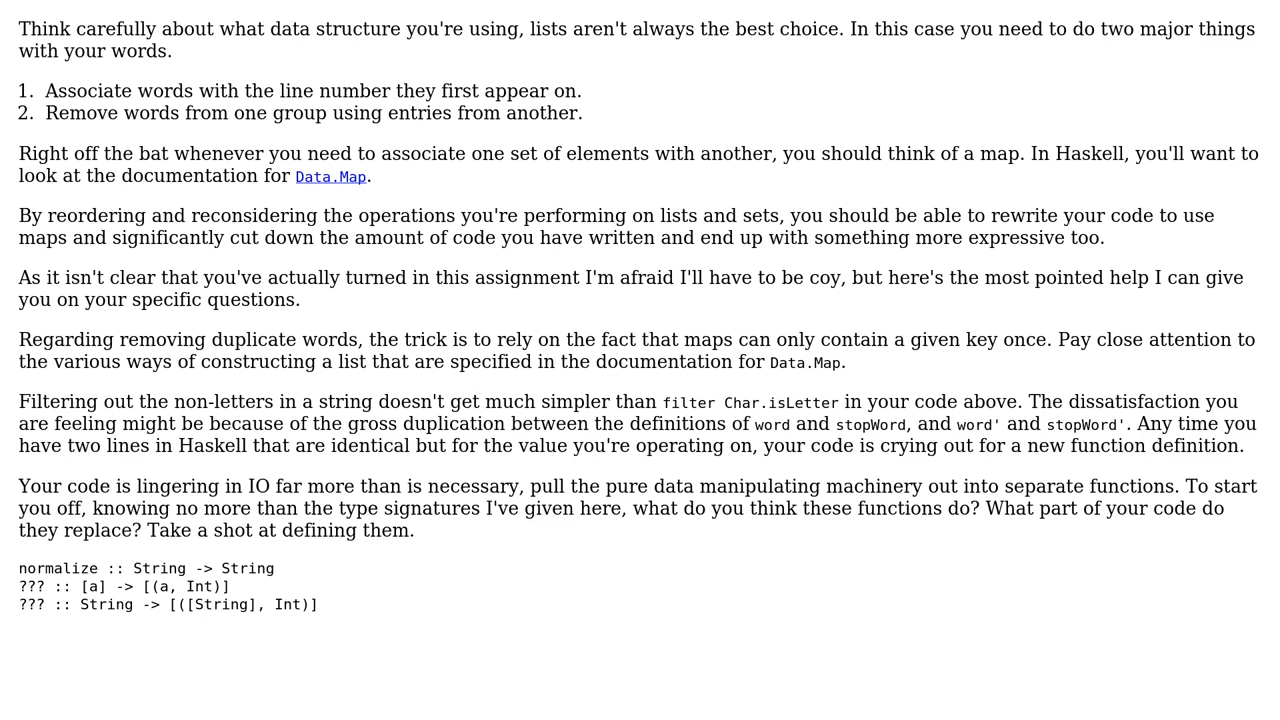 Think carefully about what data structure you're using, lists aren't always the best choice. In this case you need to do two major things
with your words.
1. Associate words with the line number they first appear on.
2. Remove words from one group using entries from another.
Right off the bat whenever you need to associate one set of elements with another, you should think of a map. In Haskell, you'll want to
look at the documentation for Data.Map.
By reordering and reconsidering the operations you're performing on lists and sets, you should be able to rewrite your code to use
maps and significantly cut down the amount of code you have written and end up with something more expressive too.
As it isn't clear that you've actually turned in this assignment I'm afraid I'll have to be coy, but here's the most pointed help I can give
you on your specific questions.
Regarding removing duplicate words, the trick is to rely on the fact that maps can only contain a given key once. Pay close attention to
the various ways of constructing a list that are specified in the documentation for Data.Map.
Filtering out the non-letters in a string doesn't get much simpler than filter Char.isLetter in your code above. The dissatisfaction you
are feeling might be because of the gross duplication between the definitions of word and stopWord, and word' and stopWord'. Any time you
have two lines in Haskell that are identical but for the value you're operating on, your code is crying out for a new function definition.
Your code is lingering in IO far more than is necessary, pull the pure data manipulating machinery out into separate functions. To start
you off, knowing no more than the type signatures I've given here, what do you think these functions do? What part of your code do
they replace? Take a shot at defining them.
normalize :: String -> String
??? :: [a] -> [(a, Int)]
??? :: String -> [([String], Int)]